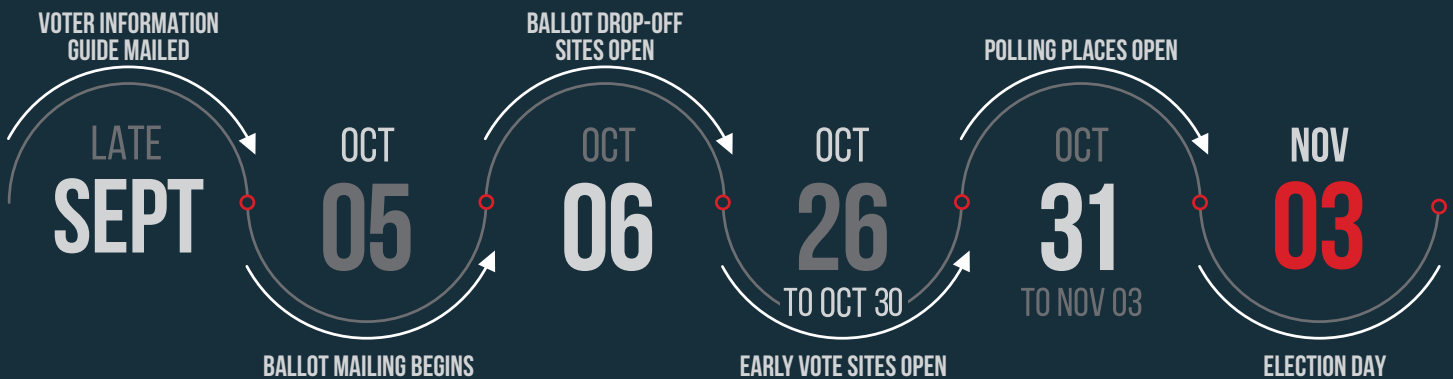 VOTER INFORMATION
GUIDE MAILED
LATE
SEPT
OCT
05
BALLOT MAILING BEGINS
BALLOT DROP-OFF
SITES OPEN
OCT
06
OCT
26
TO OCT 30
EARLY VOTE SITES OPEN
POLLING PLACES OPEN
OCT
31
TO NOV 03
NOV
03
ELECTION DAY